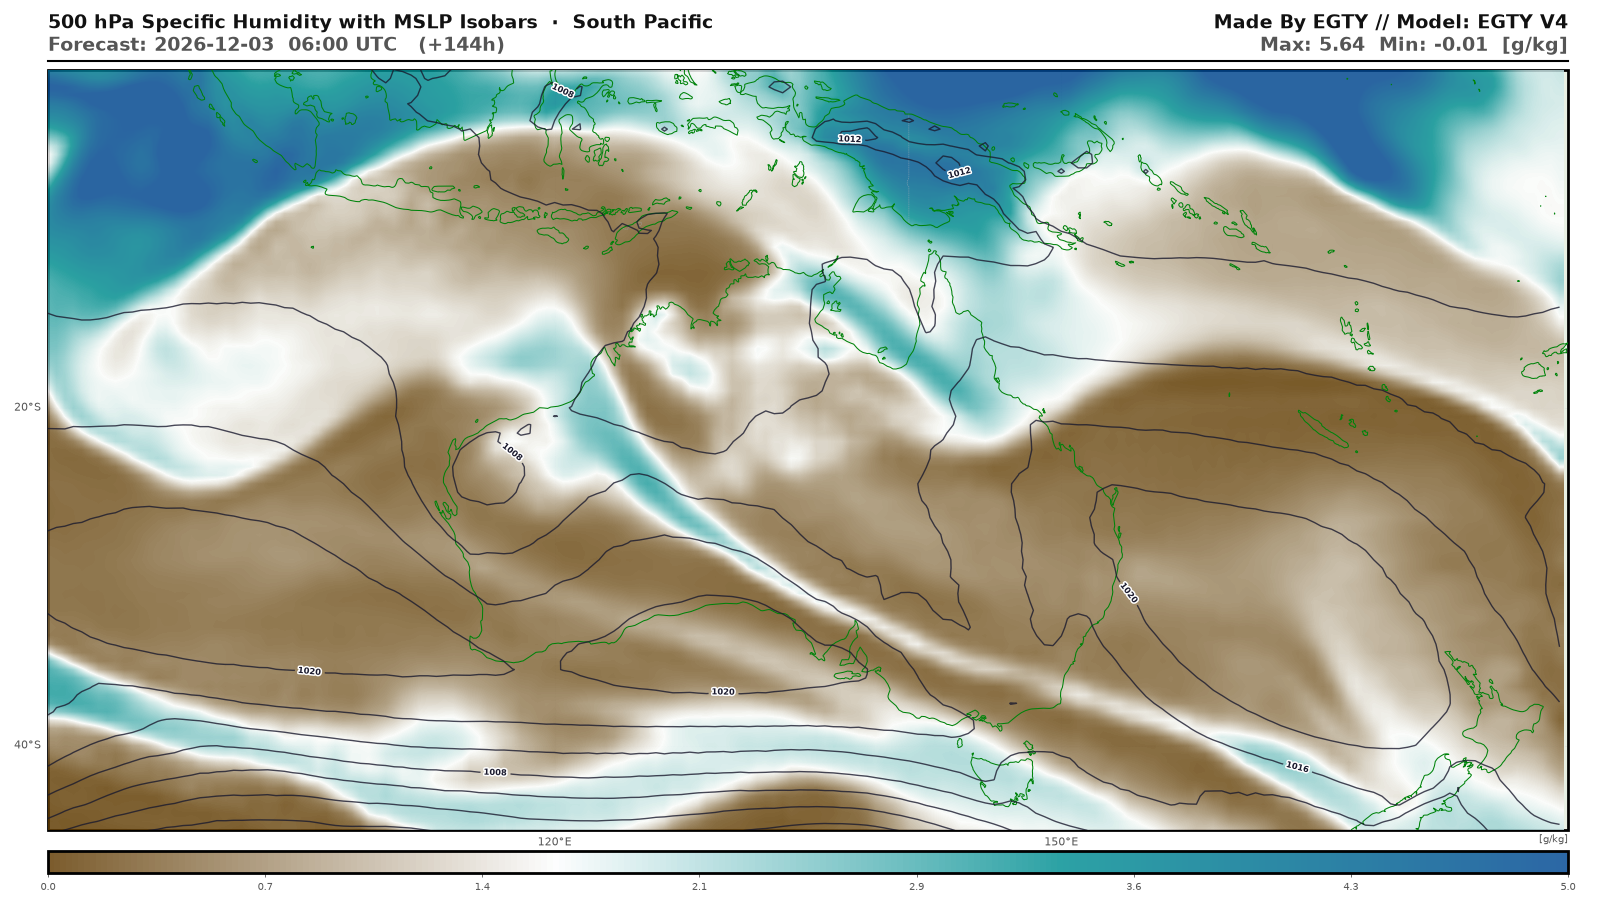 500 hPa Specific Humidity with MSLP Isobars · South Pacific
Made By EGTY // Model: EGTY V4
Forecast: 2026-12-03 06:00 UTC (+144h)
Max: 5.64 Min: -0.01 [g/kg]
1008
1012
1012
20°S
1008
1020
1020
1020
40°S
1016
1008
120°E
150°E
[g/kg]
0.0 0.7 1.4 2.1 2.9 3.6 4.3 5.0